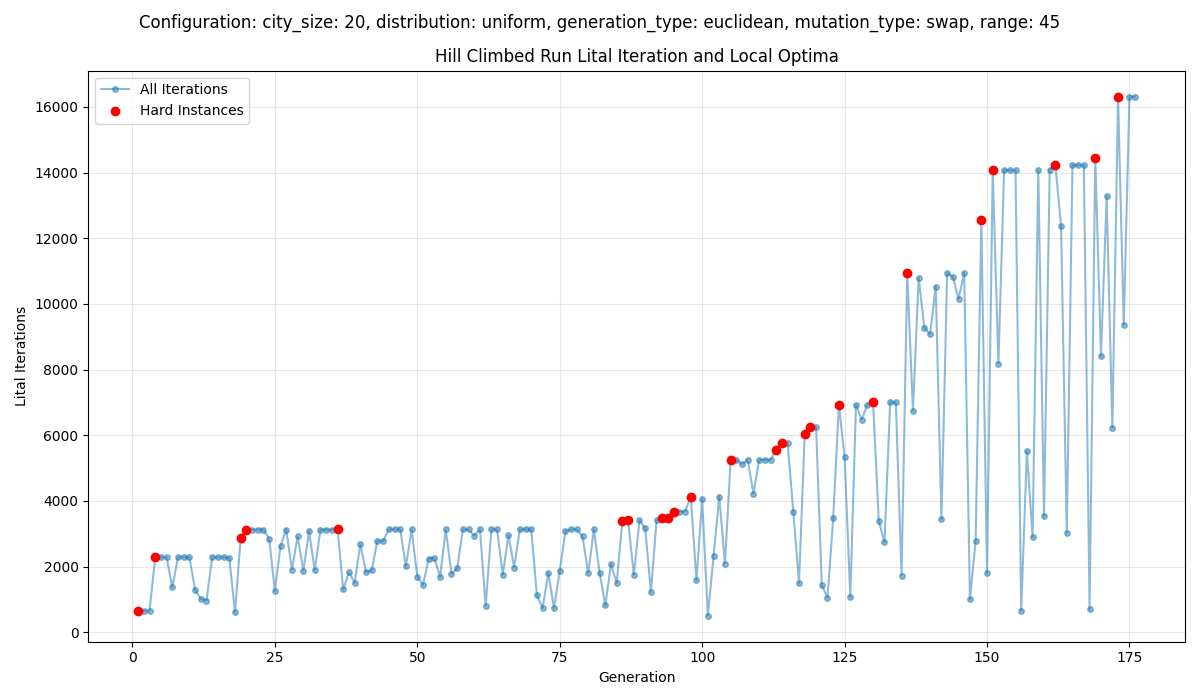 Configuration: city_size: 20, distribution: uniform, generation_type: euclidean, mutation_type: swap, range: 45
Hill Climbed Run Lital Iteration and Local Optima
All Iterations
Hard Instances
16000
14000
12000
10000
8000
6000
4000
2000
0
Lital Iterations
0 25 50 75 100 125 150 175
Generation